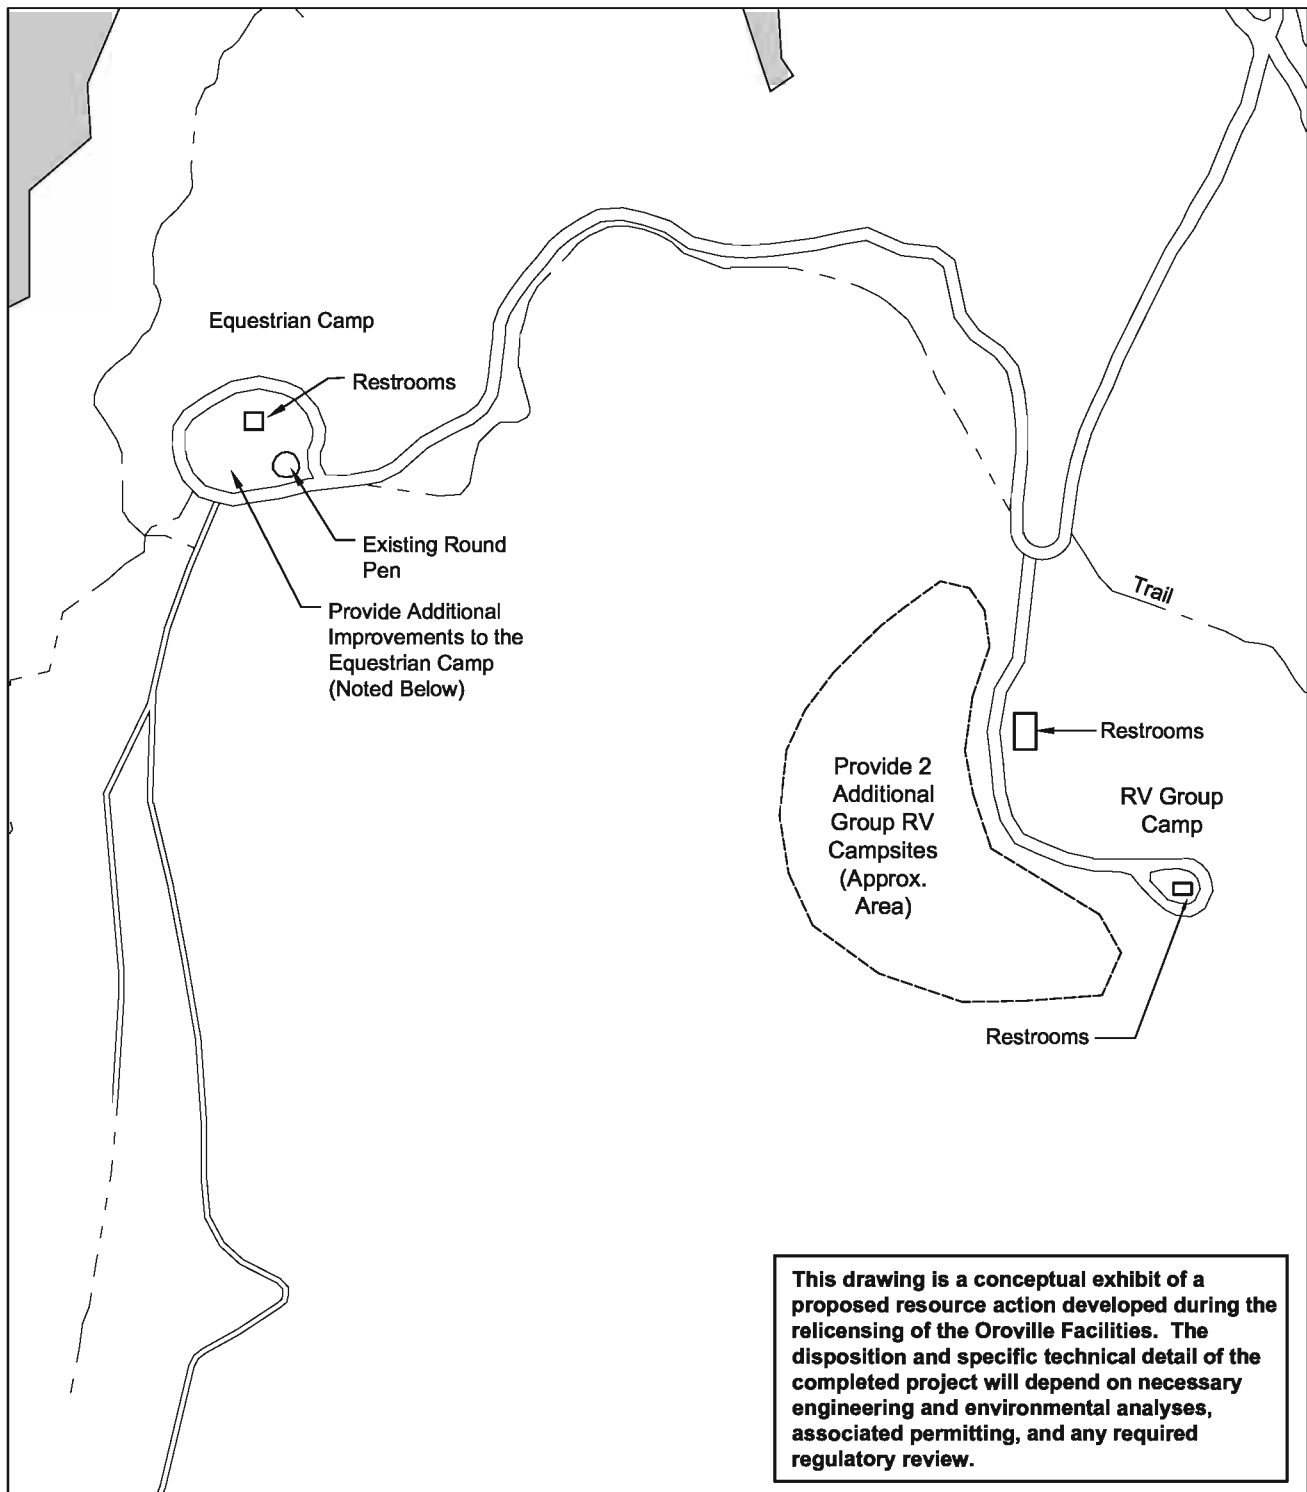 Equestrian Camp
Restrooms
Existing Round
Pen
Provide Additional
Improvements to the
Equestrian Camp
(Noted Below)
Trail
Restrooms
Provide 2
Additional
Group RV
Campsites
(Approx.
Area)
RV Group
Camp
Restrooms
This drawing is a conceptual exhibit of a
proposed resource action developed during the
relicensing of the Oroville Facilities.  The
disposition and specific technical detail of the
completed project will depend on necessary
engineering and environmental analyses,
associated permitting, and any required
regulatory review.